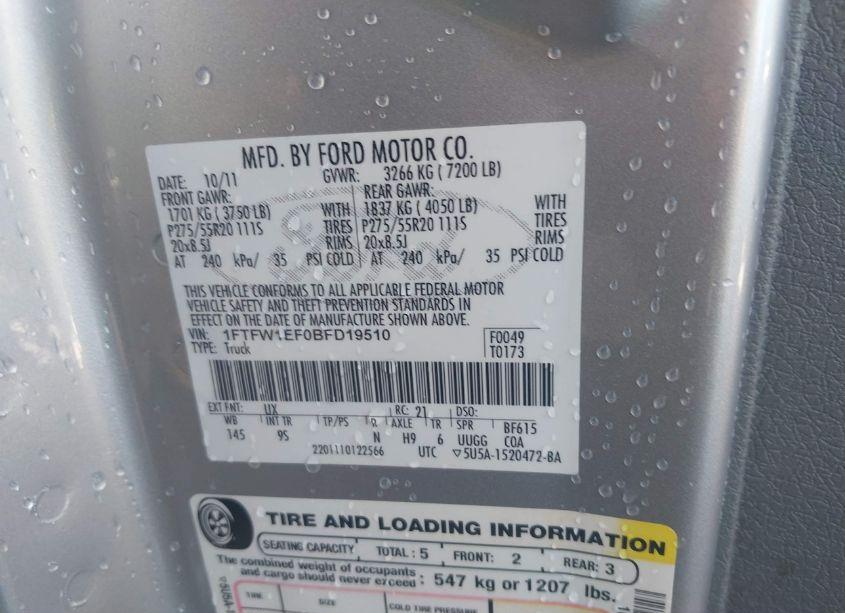 MFD. BY FORD MOTOR CO.
DATE: 10/11 GVWR: 3266 KG ( 7200 LB)
FRONT GAWR: REAR GAWR:
1701 KG ( 3750 LB) WITH 1837 KG ( 4050 LB) WITH
P275/55R20 111S TIRES P275/55R20 111S TIRES
20x8.5J RIMS 20x8.5J RIMS
AT 240 kPa/ 35 PSI COLD AT 240 kPa/ 35 PSI COLD
THIS VEHICLE CONFORMS TO ALL APPLICABLE FEDERAL MOTOR
VEHICLE SAFETY AND THEFT PREVENTION STANDARDS IN
EFFECT ON THE DATE OF MANUFACTURE SHOWN ABOVE.
VIN: 1FTFW1EF0BFD19510 F0049
TYPE: Truck T0173
EXT PNT: UX RC: 21 DSO:
WB INT TR TP/PS R AXLE TR SPR BF615
145 9S N H9 6 UUGG COA
2201110122566 UTC ▽5U5A-1520472-BA
TIRE AND LOADING INFORMATION
SEATING CAPACITY TOTAL : 5 FRONT: 2 REAR: 3
The combined weight of occupants
and cargo should never exceed : 547 kg or 1207 lbs.
TIRE SIZE COLD TIRE PRESSURE